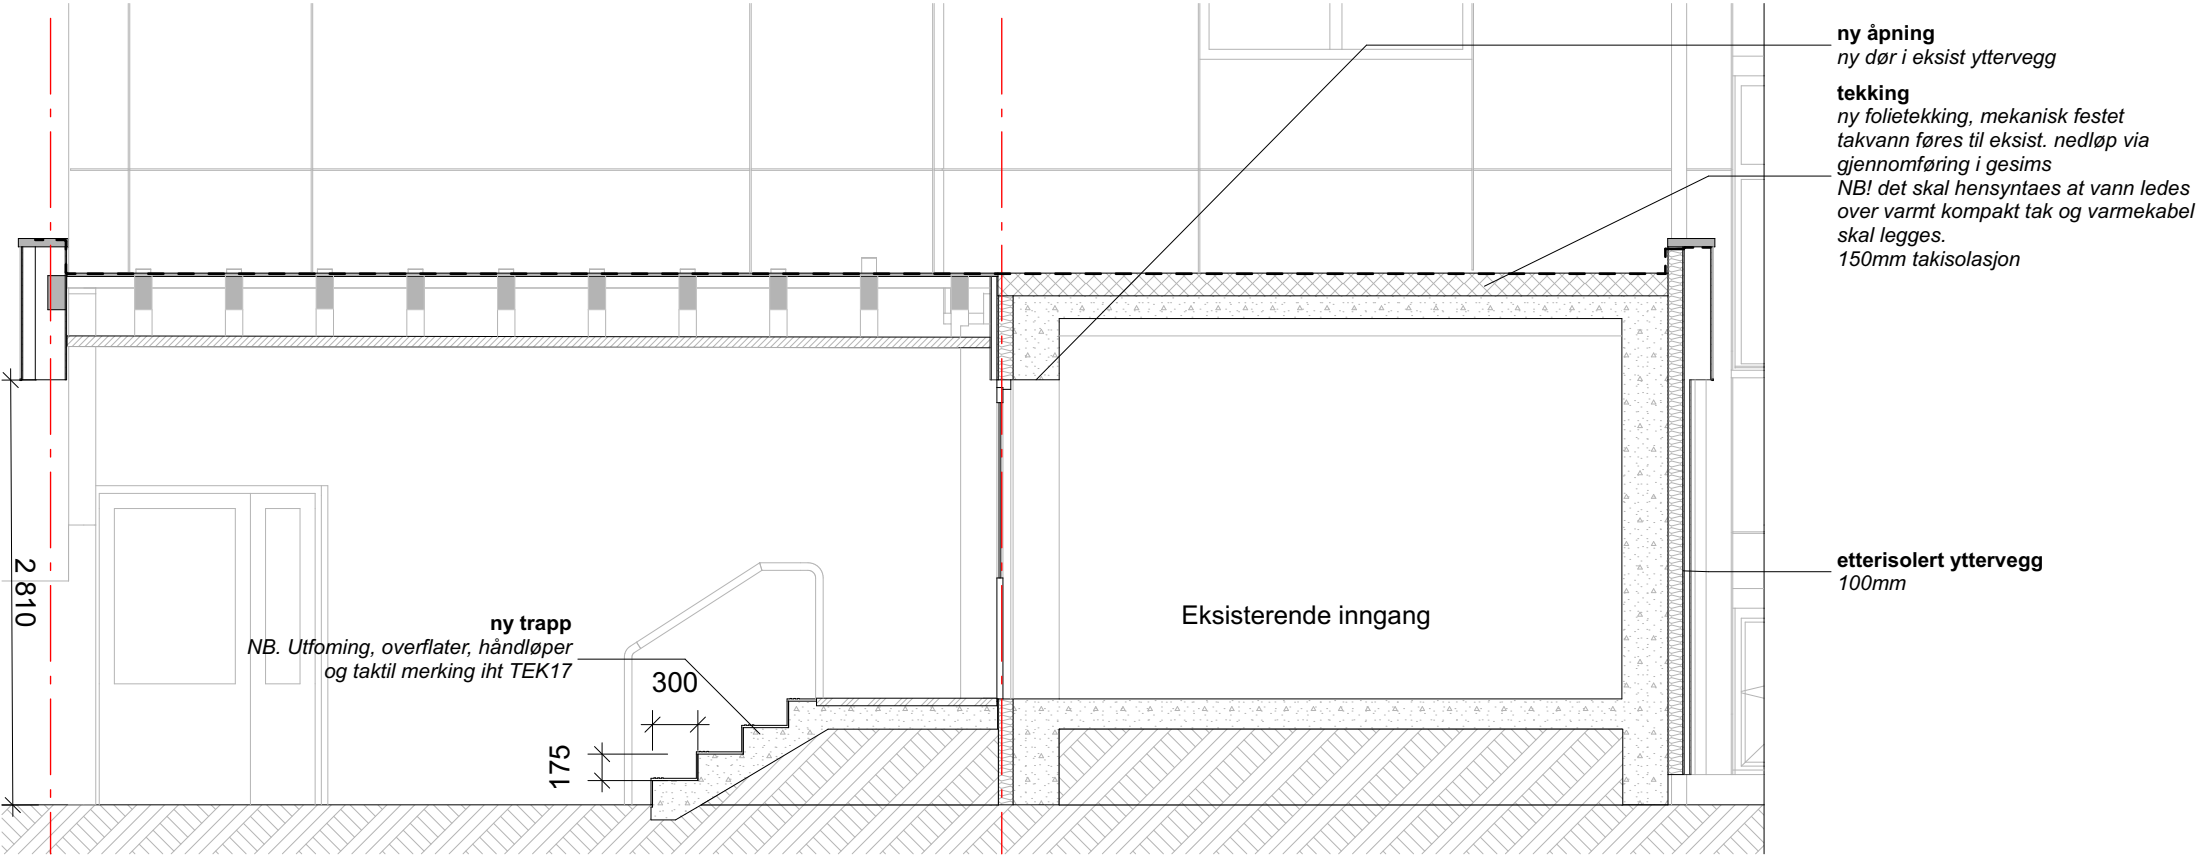 ny åpning
ny dør i eksist yttervegg
tekking
ny folietekking, mekanisk festet
takvann føres til eksist. nedløp via
gjennomføring i gesims
NB! det skal hensyntaes at vann ledes
over varmt kompakt tak og varmekabel
skal legges.
150mm takisolasjon
etterisolert yttervegg
100mm
Eksisterende inngang
ny trapp
NB. Utfoming, overflater, håndløper
og taktil merking iht TEK17
300
175
2 810